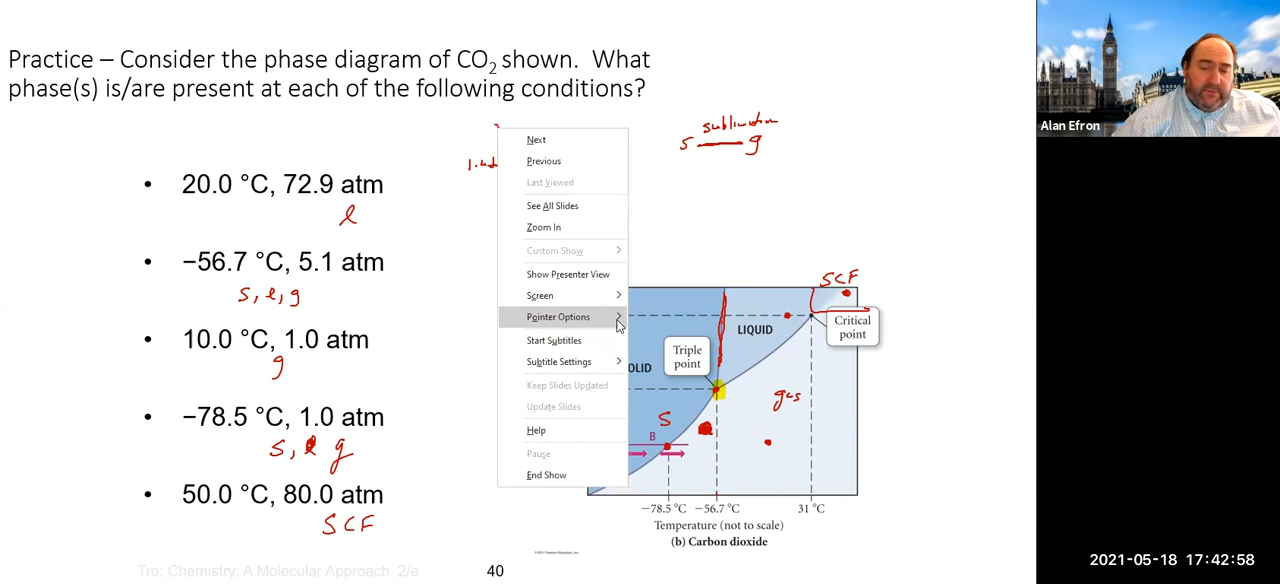 Practice – Consider the phase diagram of CO₂ shown. What
phase(s) is/are present at each of the following conditions?
sublimation
s — g
• 20.0 °C, 72.9 atm
l
• −56.7 °C, 5.1 atm
s, l, g
• 10.0 °C, 1.0 atm
g
• −78.5 °C, 1.0 atm
s, g
• 50.0 °C, 80.0 atm
SCF
Next
Previous
Last Viewed
See All Slides
Zoom In
Custom Show
Show Presenter View
Screen
Pointer Options
Start Subtitles
Subtitle Settings
Keep Slides Updated
Update Slides
Help
Pause
End Show
SCF
LIQUID
Critical
point
Triple
point
OLID
gas
S
B
−78.5 °C
−56.7 °C
31 °C
Temperature (not to scale)
(b) Carbon dioxide
Tro: Chemistry: A Molecular Approach, 2/e
40
Alan Efron
2021-05-18 17:42:58